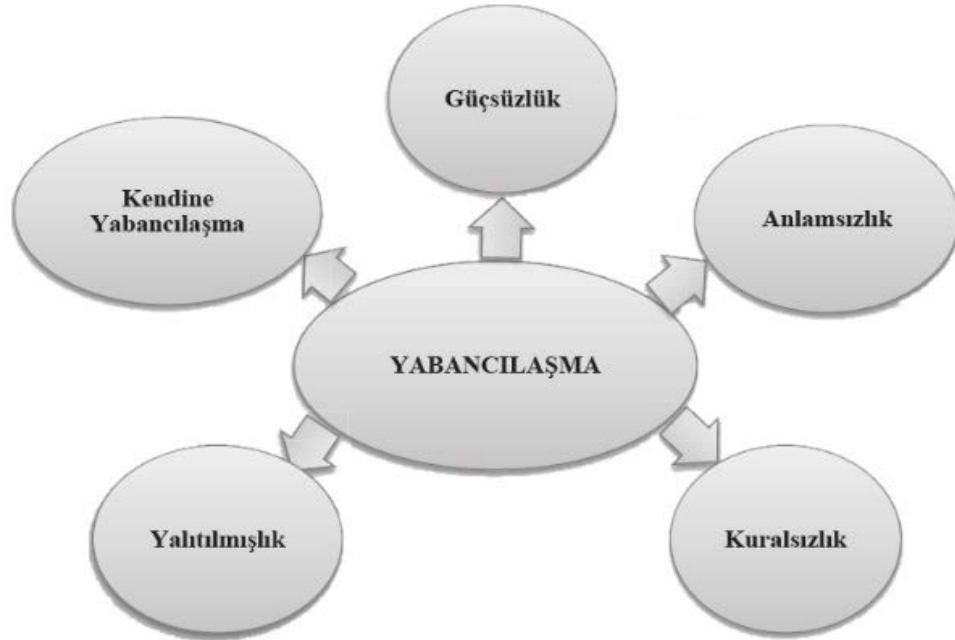 Güçsüzlük
Kendine
Yabancılaşma
Anlamsızlık
YABANCILAŞMA
Yalıtılmışlık
Kuralsızlık